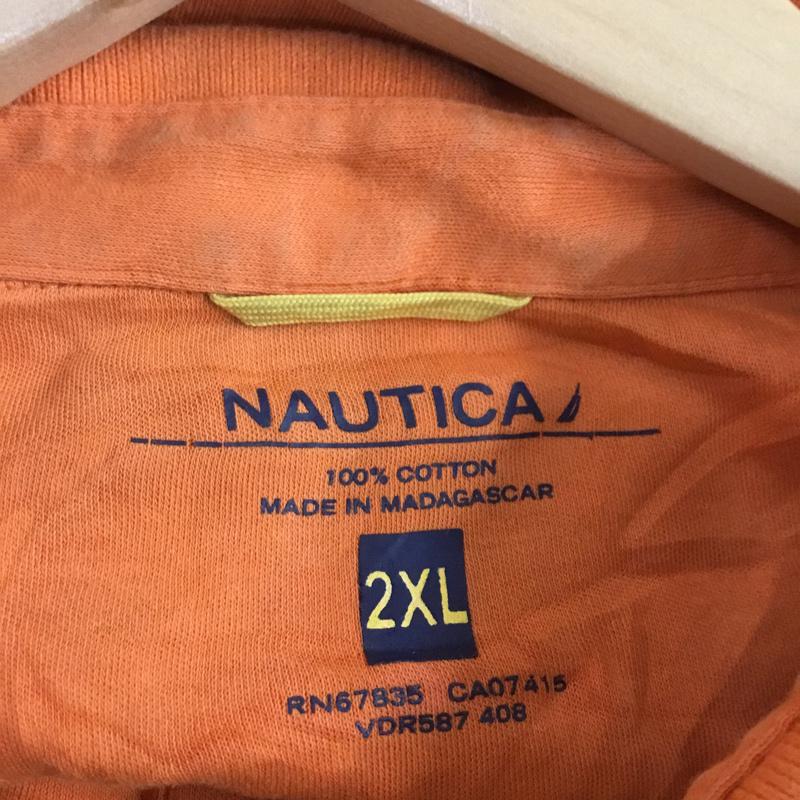 NAUTICA
100% COTTON
MADE IN MADAGASCAR
2XL
RN67835 CA07415
VDR587 408